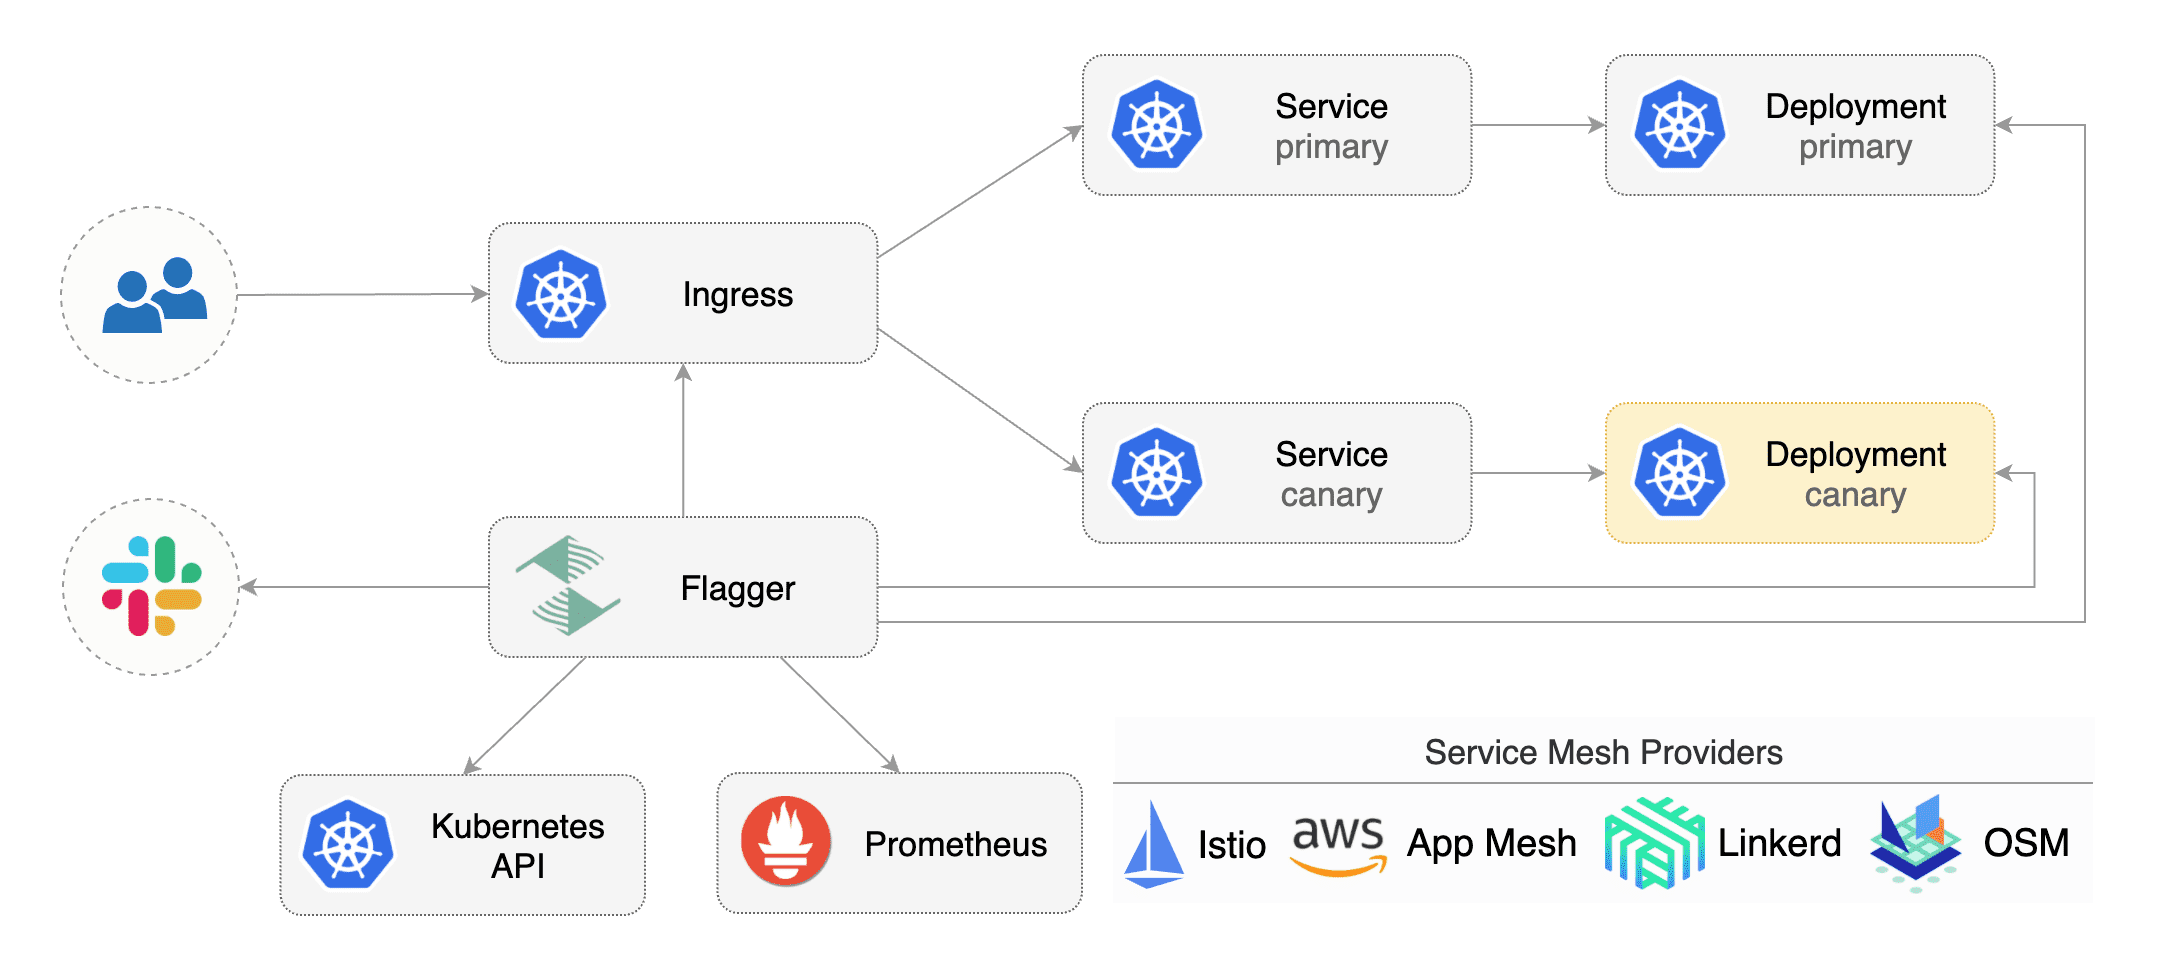 Service
primary
Deployment
primary
Ingress
Service
canary
Deployment
canary
Flagger
Kubernetes
API
Prometheus
Service Mesh Providers
Istio
aws
App Mesh
Linkerd
OSM